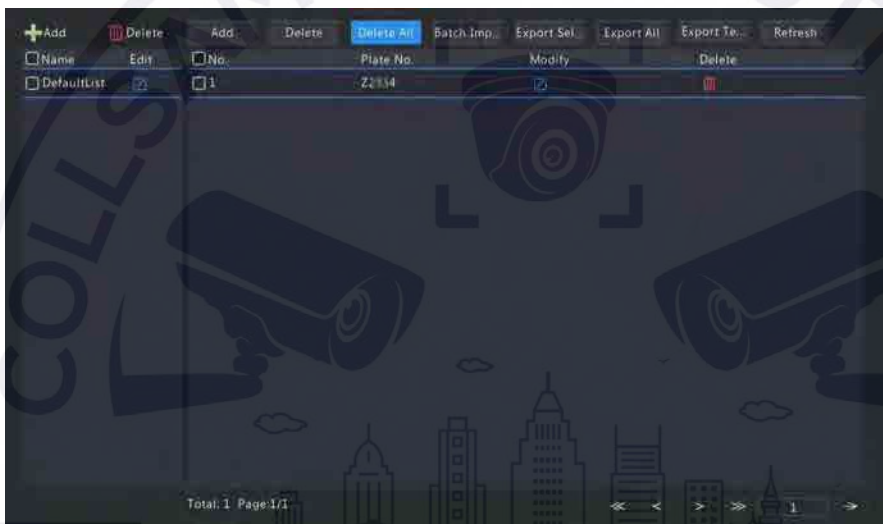 Add Delete Add Delete Delete All Batch Imp... Export Sel... Export All Export Te... Refresh
Name Edit No. Plate No. Modify Delete
DefaultList 1
Total: 1 Page:1/1 1
COLLSAM